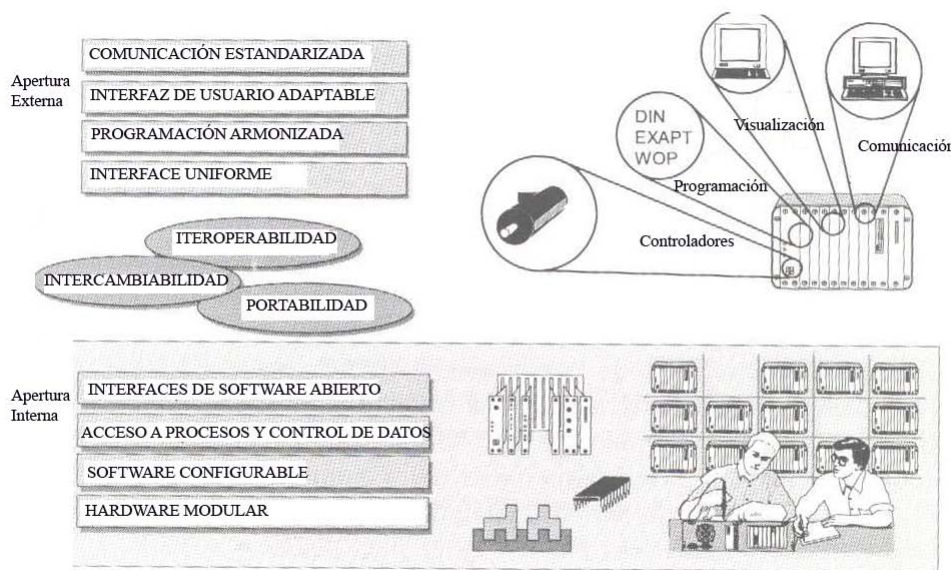 Apertura
Externa
COMUNICACIÓN ESTANDARIZADA
INTERFAZ DE USUARIO ADAPTABLE
PROGRAMACIÓN ARMONIZADA
INTERFACE UNIFORME
ITEROPERABILIDAD
INTERCAMBIABILIDAD
PORTABILIDAD
DIN
EXAPT
WOP
Visualización
Comunicación
Programación
Controladores
Apertura
Interna
INTERFACES DE SOFTWARE ABIERTO
ACCESO A PROCESOS Y CONTROL DE DATOS
SOFTWARE CONFIGURABLE
HARDWARE MODULAR